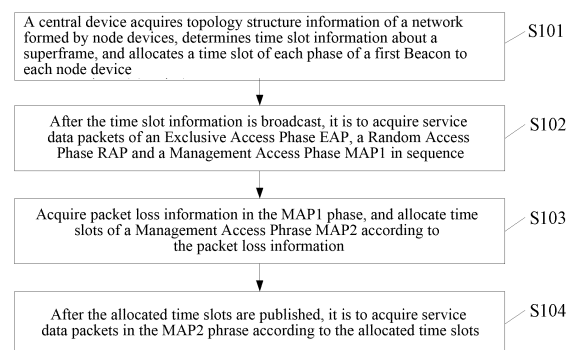 A central device acquires topology structure information of a network
formed by node devices, determines time slot information about a
superframe, and allocates a time slot of each phase of a first Beacon to
each node device
S101
After the time slot information is broadcast, it is to acquire service
data packets of an Exclusive Access Phase EAP, a Random Access
Phase RAP and a Management Access Phase MAP1 in sequence
S102
Acquire packet loss information in the MAP1 phase, and allocate time
slots of a Management Access Phrase MAP2 according to
the packet loss information
S103
After the allocated time slots are published, it is to acquire service
data packets in the MAP2 phrase according to the allocated time slots
S104